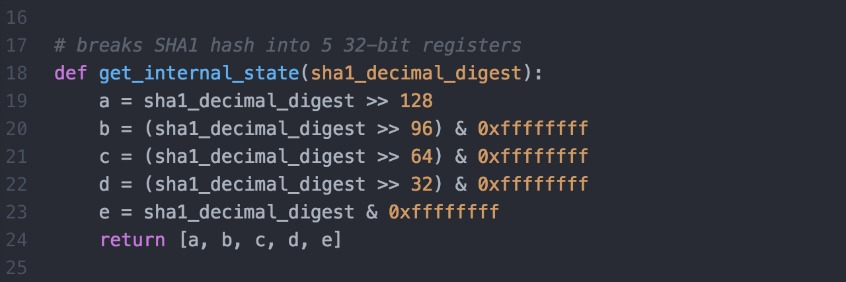 16
17 # breaks SHA1 hash into 5 32-bit registers
18 def get_internal_state(sha1_decimal_digest):
19     a = sha1_decimal_digest >> 128
20     b = (sha1_decimal_digest >> 96) & 0xffffffff
21     c = (sha1_decimal_digest >> 64) & 0xffffffff
22     d = (sha1_decimal_digest >> 32) & 0xffffffff
23     e = sha1_decimal_digest & 0xffffffff
24     return [a, b, c, d, e]
25